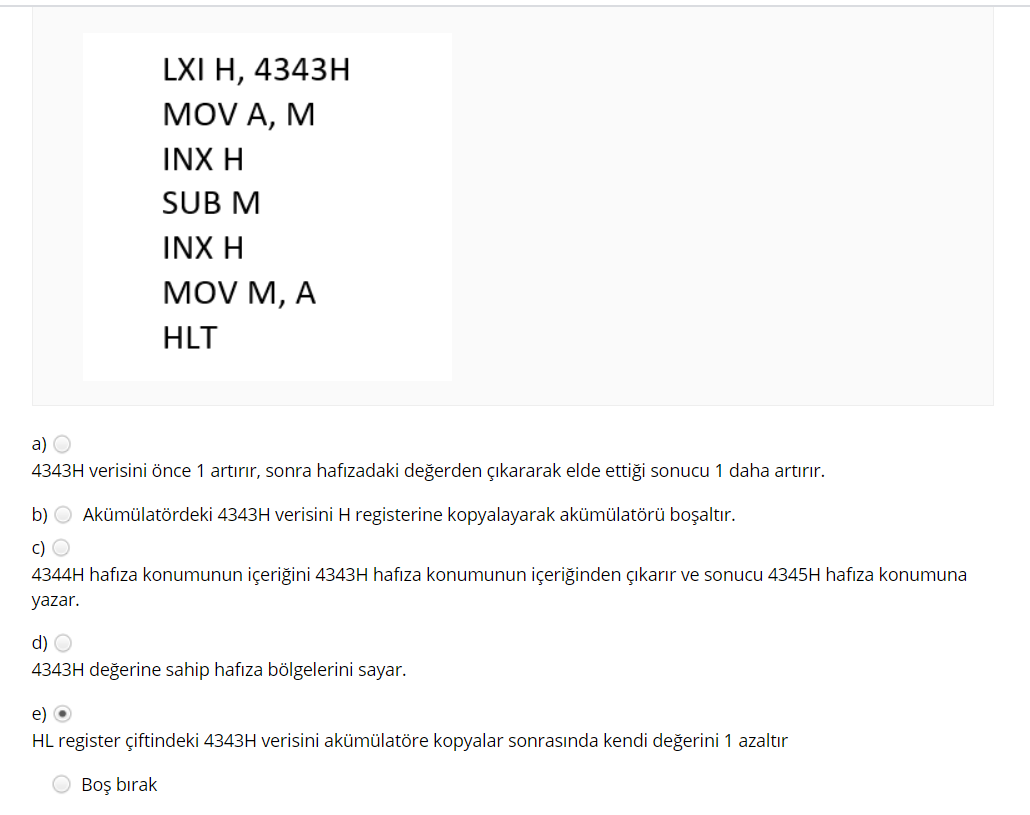 LXI H, 4343H
MOV A, M
INX H
SUB M
INX H
MOV M, A
HLT
a)
4343H verisini önce 1 artırır, sonra hafızadaki değerden çıkararak elde ettiği sonucu 1 daha artırır.
b) Akümülatördeki 4343H verisini H registerine kopyalayarak akümülatörü boşaltır.
c)
4344H hafıza konumunun içeriğini 4343H hafıza konumunun içeriğinden çıkarır ve sonucu 4345H hafıza konumuna
yazar.
d)
4343H değerine sahip hafıza bölgelerini sayar.
e)
HL register çiftindeki 4343H verisini akümülatöre kopyalar sonrasında kendi değerini 1 azaltır
Boş bırak